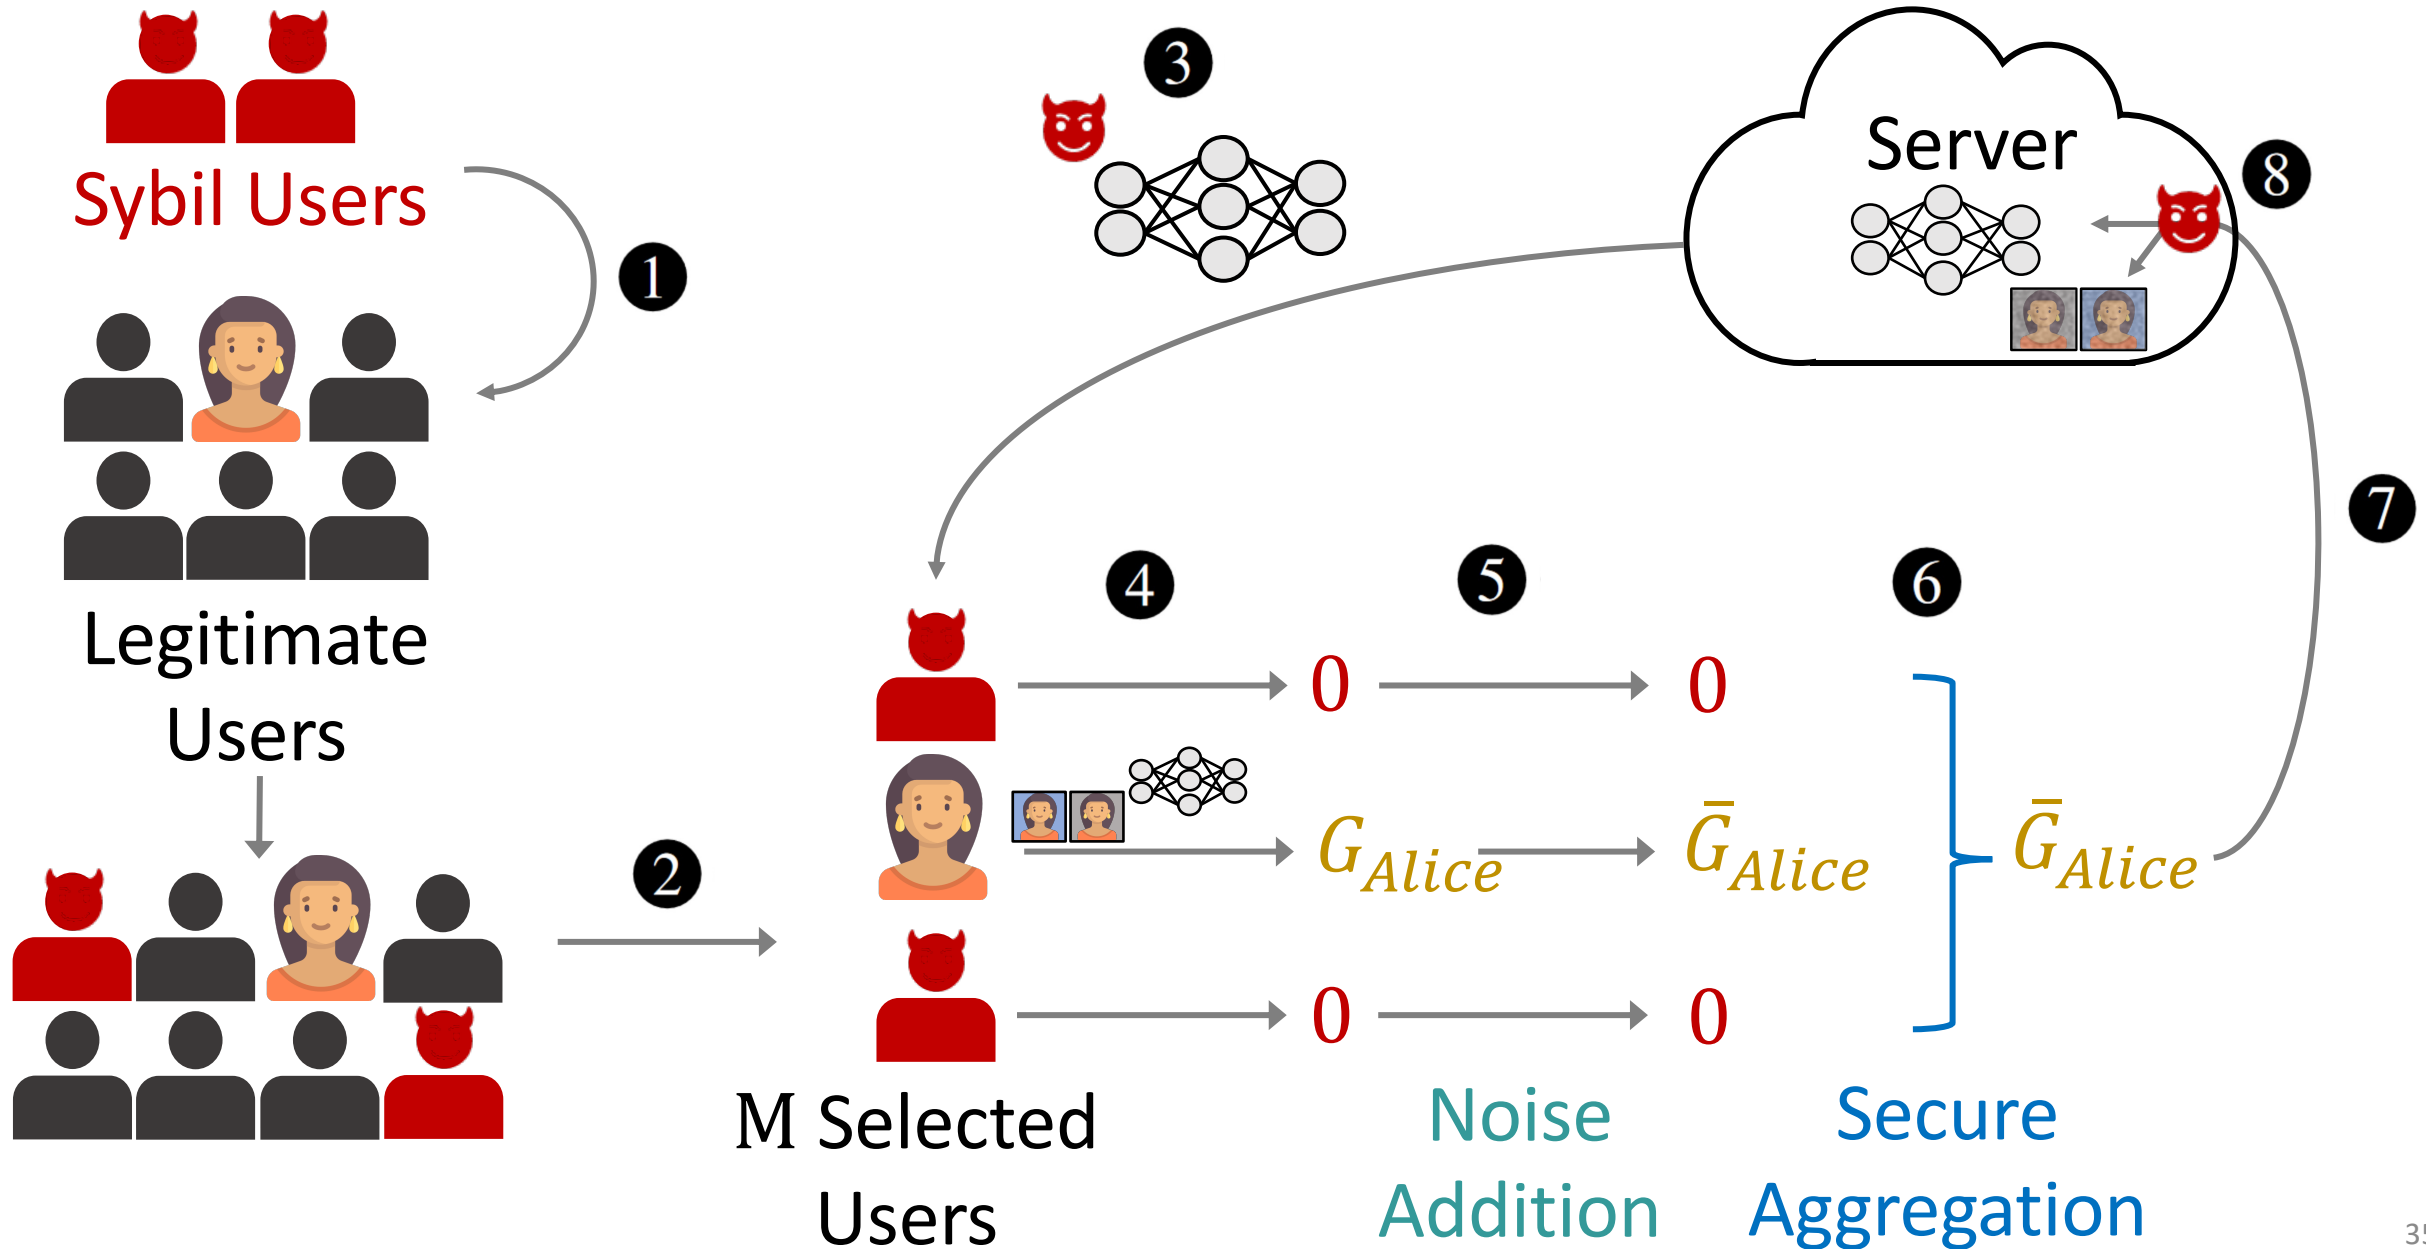 Sybil Users
1
Legitimate
Users
2
3
Server
8
7
4
5
6
0
0
G_Alice
Ḡ_Alice
Ḡ_Alice
0
0
M Selected
Users
Noise
Addition
Secure
Aggregation